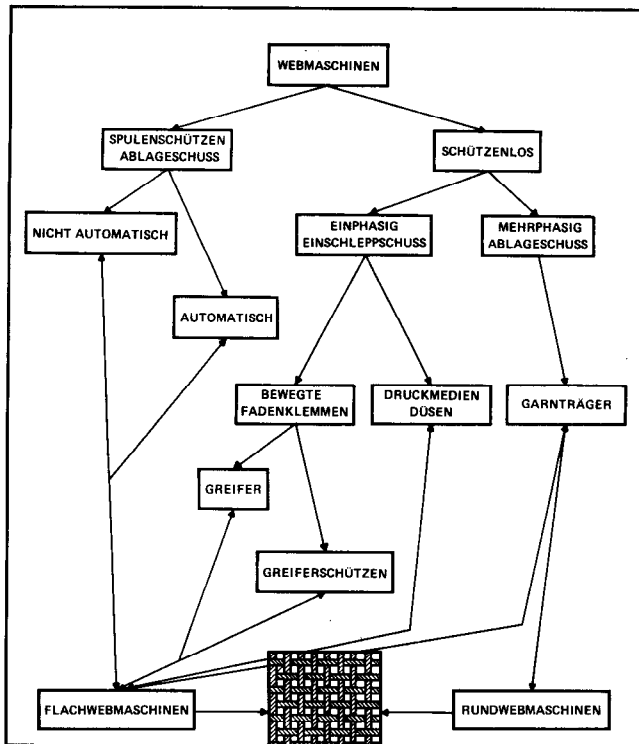 WEBMASCHINEN
SPULENSCHÜTZEN
ABLAGESCHUSS
SCHÜTZENLOS
NICHT AUTOMATISCH
EINPHASIG
EINSCHLEPPSCHUSS
MEHRPHASIG
ABLAGESCHUSS
AUTOMATISCH
BEWEGTE
FADENKLEMMEN
DRUCKMEDIEN
DÜSEN
GARNTRÄGER
GREIFER
GREIFERSCHÜTZEN
FLACHWEBMASCHINEN
RUNDWEBMASCHINEN